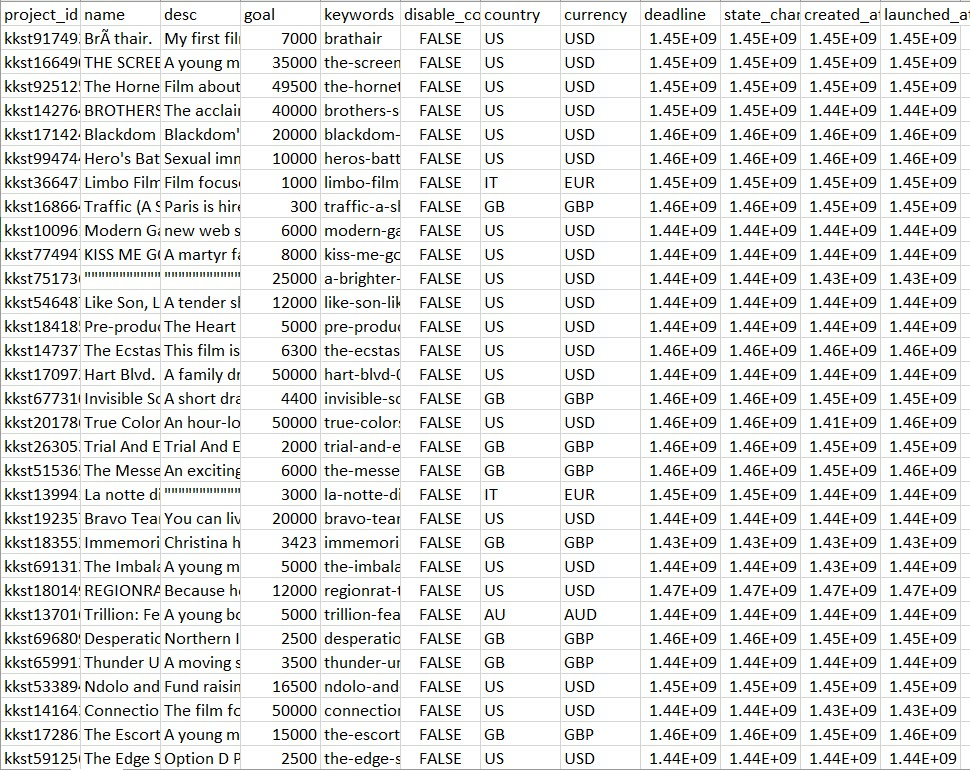 project_id name desc goal keywords disable_co country currency deadline state_chan created_at launched_at
kkst91749 BrÃ thair. My first fil 7000 brathair FALSE US USD 1.45E+09 1.45E+09 1.45E+09 1.45E+09
kkst16649 THE SCREE A young m 35000 the-screen FALSE US USD 1.45E+09 1.45E+09 1.45E+09 1.45E+09
kkst92512 The Horne Film about 49500 the-hornet FALSE US USD 1.45E+09 1.45E+09 1.45E+09 1.45E+09
kkst14276 BROTHERS The acclai 40000 brothers-s FALSE US USD 1.45E+09 1.45E+09 1.44E+09 1.44E+09
kkst17142 Blackdom Blackdom' 20000 blackdom- FALSE US USD 1.46E+09 1.46E+09 1.46E+09 1.46E+09
kkst99474 Hero's Bat Sexual imm 10000 heros-batt FALSE US USD 1.46E+09 1.46E+09 1.46E+09 1.46E+09
kkst36647 Limbo Film Film focuse 1000 limbo-film- FALSE IT EUR 1.45E+09 1.45E+09 1.45E+09 1.45E+09
kkst16866 Traffic (A S Paris is hire 300 traffic-a-sl FALSE GB GBP 1.46E+09 1.46E+09 1.45E+09 1.45E+09
kkst10096 Modern Ga new web s 6000 modern-ga FALSE US USD 1.44E+09 1.44E+09 1.44E+09 1.44E+09
kkst77494 KISS ME GO A martyr fa 8000 kiss-me-go FALSE US USD 1.44E+09 1.44E+09 1.44E+09 1.44E+09
kkst75173 """"""""""" """"""""""" 25000 a-brighter- FALSE US USD 1.44E+09 1.44E+09 1.43E+09 1.43E+09
kkst54648 Like Son, L A tender sl 12000 like-son-lik FALSE US USD 1.44E+09 1.44E+09 1.44E+09 1.44E+09
kkst18418 Pre-produc The Heart 5000 pre-produc FALSE US USD 1.44E+09 1.44E+09 1.44E+09 1.44E+09
kkst14737 The Ecstas This film is 6300 the-ecstas FALSE US USD 1.46E+09 1.46E+09 1.46E+09 1.46E+09
kkst17097 Hart Blvd. A family dr 50000 hart-blvd-0 FALSE US USD 1.44E+09 1.44E+09 1.44E+09 1.44E+09
kkst67731 Invisible Sc A short dra 4400 invisible-sc FALSE GB GBP 1.46E+09 1.46E+09 1.45E+09 1.45E+09
kkst20178 True Color An hour-lo 50000 true-colors FALSE US USD 1.46E+09 1.46E+09 1.41E+09 1.46E+09
kkst26305 Trial And E Trial And E 2000 trial-and-e FALSE GB GBP 1.46E+09 1.46E+09 1.45E+09 1.46E+09
kkst51536 The Messe An exciting 6000 the-messe FALSE GB GBP 1.46E+09 1.46E+09 1.45E+09 1.46E+09
kkst13994 La notte di """"""""""" 3000 la-notte-di FALSE IT EUR 1.45E+09 1.45E+09 1.44E+09 1.45E+09
kkst19235 Bravo Tear You can liv 20000 bravo-tear FALSE US USD 1.44E+09 1.44E+09 1.44E+09 1.44E+09
kkst18355 Immemori Christina h 3423 immemori FALSE GB GBP 1.43E+09 1.43E+09 1.43E+09 1.43E+09
kkst69131 The Imbala A young m 5000 the-imbala FALSE US USD 1.44E+09 1.44E+09 1.43E+09 1.44E+09
kkst18014 REGIONRA Because he 12000 regionrat-t FALSE US USD 1.47E+09 1.47E+09 1.47E+09 1.47E+09
kkst13701 Trillion: Fe A young bo 5000 trillion-fea FALSE AU AUD 1.44E+09 1.44E+09 1.44E+09 1.44E+09
kkst69680 Desperatic Northern I 2500 desperatio FALSE GB GBP 1.46E+09 1.46E+09 1.45E+09 1.45E+09
kkst65991 Thunder U A moving s 3500 thunder-ur FALSE GB GBP 1.44E+09 1.44E+09 1.44E+09 1.44E+09
kkst53389 Ndolo and Fund raisin 16500 ndolo-and- FALSE US USD 1.45E+09 1.45E+09 1.45E+09 1.45E+09
kkst14164 Connectio The film fo 50000 connection FALSE US USD 1.44E+09 1.44E+09 1.43E+09 1.43E+09
kkst17286 The Escort A young m 15000 the-escort FALSE GB GBP 1.46E+09 1.46E+09 1.46E+09 1.46E+09
kkst59125 The Edge S Option D P 2500 the-edge-s FALSE US USD 1.44E+09 1.44E+09 1.44E+09 1.44E+09